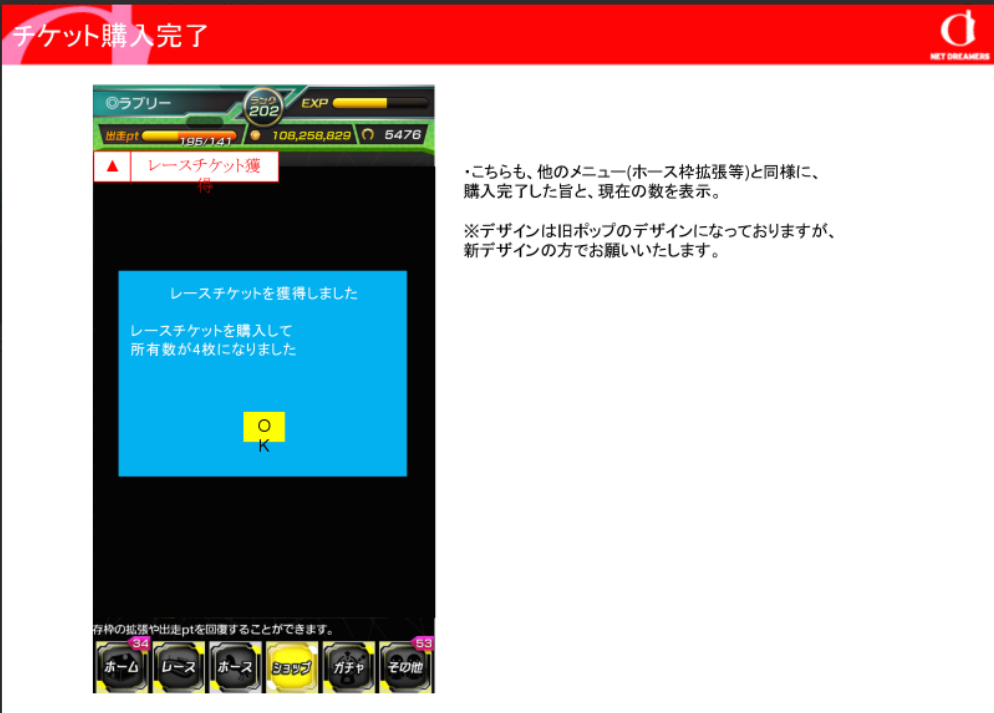 チケット購入完了
NET DREAMERS
◎ラブリー
ランク
202
EXP
出走pt
195/141
108,258,829
5476
▲
レースチケット獲
得
・こちらも、他のメニュー(ホース枠拡張等)と同様に、
購入完了した旨と、現在の数を表示。
※デザインは旧ポップのデザインになっておりますが、
新デザインの方でお願いいたします。
レースチケットを獲得しました
レースチケットを購入して
所有数が4枚になりました
O
K
存枠の拡張や出走ptを回復することができます。
34
53
ホーム
レース
ホース
ショップ
ガチャ
その他